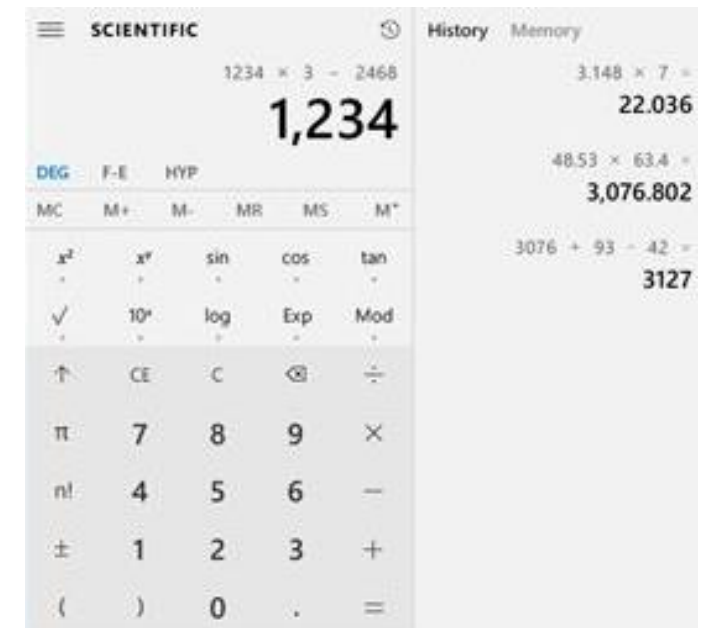 SCIENTIFIC
1234 × 3 - 2468
1,234
DEG F-E HYP
MC M+ M- MR MS M*
x² xʸ sin cos tan
√ 10ˣ log Exp Mod
↑ CE C ÷
π 7 8 9 ×
n! 4 5 6 −
± 1 2 3 +
( ) 0 . =
History Memory
3.148 × 7 =
22.036
48.53 × 63.4 =
3,076.802
3076 + 93 - 42 =
3127